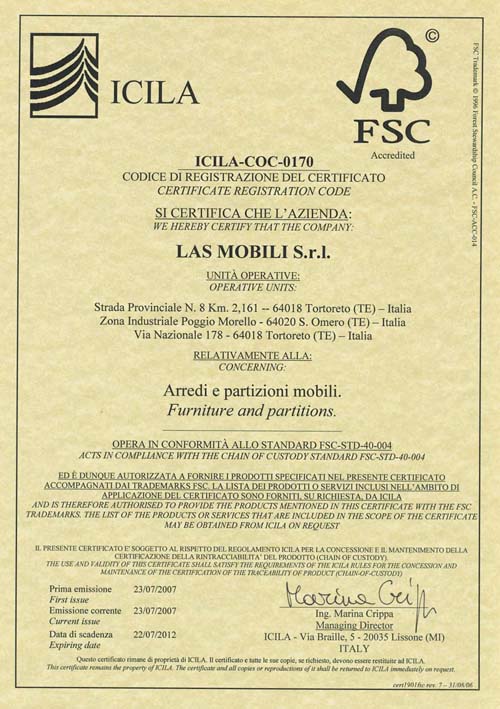 ICILA
©
FSC
Accredited
FSC Trademark © 1996 Forest Stewardship Council A.C. - FSC-ACC-014
ICILA-COC-0170
CODICE DI REGISTRAZIONE DEL CERTIFICATO
CERTIFICATE REGISTRATION CODE
SI CERTIFICA CHE L'AZIENDA:
WE HEREBY CERTIFY THAT THE COMPANY:
LAS MOBILI S.r.l.
UNITÀ OPERATIVE:
OPERATIVE UNITS:
Strada Provinciale N. 8 Km. 2,161 -- 64018 Tortoreto (TE) – Italia
Zona Industriale Poggio Morello - 64020 S. Omero (TE) – Italia
Via Nazionale 178 - 64018 Tortoreto (TE) – Italia
RELATIVAMENTE ALLA:
CONCERNING:
Arredi e partizioni mobili.
Furniture and partitions.
OPERA IN CONFORMITÀ ALLO STANDARD FSC-STD-40-004
ACTS IN COMPLIANCE WITH THE CHAIN OF CUSTODY STANDARD FSC-STD-40-004
ED È DUNQUE AUTORIZZATA A FORNIRE I PRODOTTI SPECIFICATI NEL PRESENTE CERTIFICATO
ACCOMPAGNATI DAI TRADEMARKS FSC. LA LISTA DEI PRODOTTI O SERVIZI INCLUSI NELL'AMBITO DI
APPLICAZIONE DEL CERTIFICATO SONO FORNITI, SU RICHIESTA, DA ICILA
AND IS THEREFORE AUTHORISED TO PROVIDE THE PRODUCTS MENTIONED IN THIS CERTIFICATE WITH THE FSC
TRADEMARKS. THE LIST OF THE PRODUCTS OR SERVICES THAT ARE INCLUDED IN THE SCOPE OF THE CERTIFICATE
MAY BE OBTAINED FROM ICILA ON REQUEST
IL PRESENTE CERTIFICATO E' SOGGETTO AL RISPETTO DEL REGOLAMENTO ICILA PER LA CONCESSIONE E IL MANTENIMENTO DELLA
CERTIFICAZIONE DELLA RINTRACCIABILITA' DEL PRODOTTO (CHAIN OF CUSTODY).
THE USE AND VALIDITY OF THIS CERTIFICATE SHALL SATISFY THE REQUIREMENTS OF THE ICILA RULES FOR THE CONCESSION AND
MAINTENANCE OF THE CERTIFICATION OF THE TRACEABILITY OF PRODUCT (CHAIN-OF-CUSTODY)
Prima emissione 23/07/2007
First issue
Emissione corrente 23/07/2007
Current issue
Data di scadenza 22/07/2012
Expiring date
Marina Crippa
Ing. Marina Crippa
Managing Director
ICILA - Via Braille, 5 - 20035 Lissone (MI)
ITALY
Questo certificato rimane di proprietà di ICILA. Il certificato e tutte le sue copie, se richiesto, devono essere restituite ad ICILA.
This certificate remains the property of ICILA. The certificate and all copies or reproductions of it shall be returned to ICILA immediately on request.
cert1901fsc rev. 7 – 31/08/06